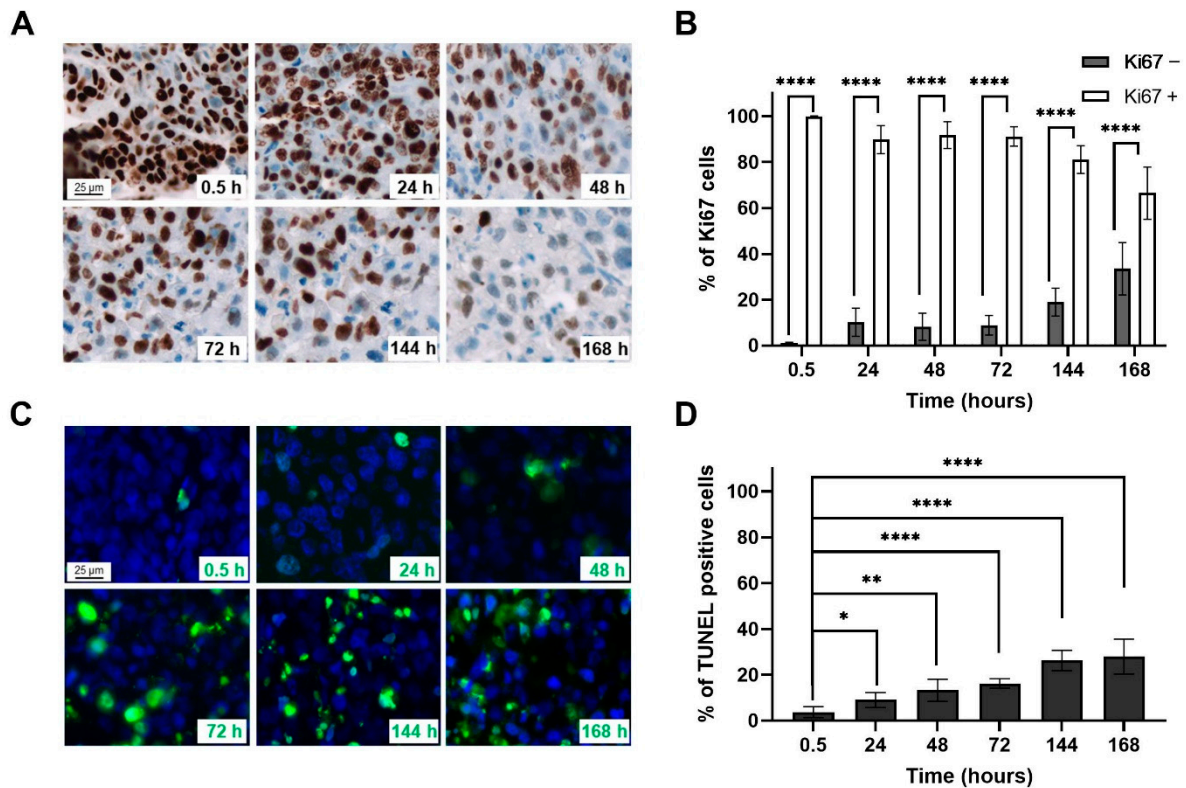 A
25 µm
0.5 h
24 h
48 h
72 h
144 h
168 h
B
Ki67 –
Ki67 +
**** **** **** **** **** ****
% of Ki67 cells
100
80
60
40
20
0
0.5 24 48 72 144 168
Time (hours)
C
25 µm
0.5 h
24 h
48 h
72 h
144 h
168 h
D
****
****
****
**
*
% of TUNEL positive cells
100
80
60
40
20
0
0.5 24 48 72 144 168
Time (hours)